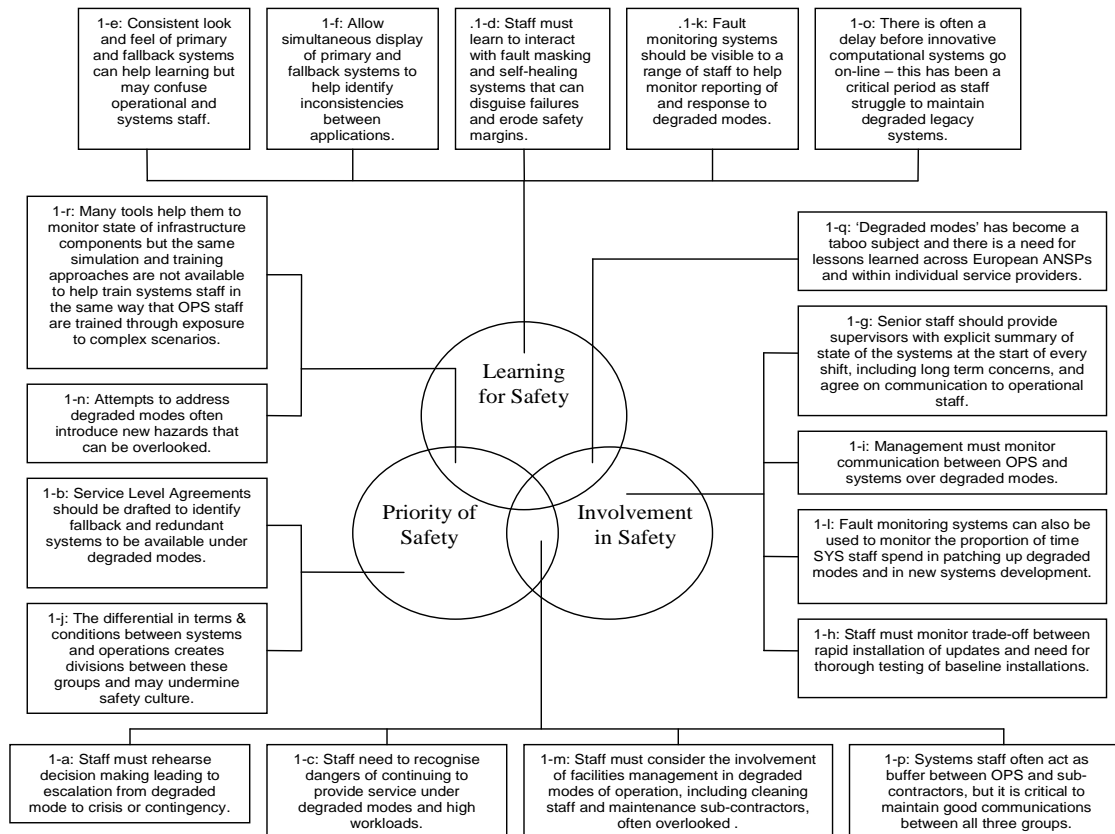 1-e: Consistent look
and feel of primary
and fallback systems
can help learning but
may confuse
operational and
systems staff.
1-f: Allow
simultaneous display
of primary and
fallback systems to
help identify
inconsistencies
between
applications.
.1-d: Staff must
learn to interact
with fault masking
and self-healing
systems that can
disguise failures
and erode safety
margins.
.1-k: Fault
monitoring systems
should be visible to
a range of staff to
help monitor
reporting of and
response to
degraded modes.
1-o: There is often a
delay before innovative
computational systems go
on-line – this has been a
critical period as staff
struggle to maintain
degraded legacy
systems.
1-r: Many tools help them to
monitor state of infrastructure
components but the same
simulation and training
approaches are not available
to help train systems staff in
the same way that OPS staff
are trained through exposure
to complex scenarios.
1-n: Attempts to address
degraded modes often
introduce new hazards that
can be overlooked.
1-b: Service Level Agreements
should be drafted to identify
fallback and redundant
systems to be available under
degraded modes.
1-j: The differential in terms &
conditions between systems
and operations creates
divisions between these
groups and may undermine
safety culture.
Learning
for Safety
Priority of
Safety
Involvement
in Safety
1-q: ‘Degraded modes’ has become a
taboo subject and there is a need for
lessons learned across European ANSPs
and within individual service providers.
1-g: Senior staff should provide
supervisors with explicit summary of
state of the systems at the start of every
shift, including long term concerns, and
agree on communication to operational
staff.
1-i: Management must monitor
communication between OPS and
systems over degraded modes.
1-l: Fault monitoring systems can also be
used to monitor the proportion of time
SYS staff spend in patching up degraded
modes and in new systems development.
1-h: Staff must monitor trade-off between
rapid installation of updates and need for
thorough testing of baseline installations.
1-a: Staff must rehearse
decision making leading to
escalation from degraded
mode to crisis or contingency.
1-c: Staff need to recognise
dangers of continuing to
provide service under
degraded modes and high
workloads.
1-m: Staff must consider the involvement
of facilities management in degraded
modes of operation, including cleaning
staff and maintenance sub-contractors,
often overlooked .
1-p: Systems staff often act as
buffer between OPS and sub-
contractors, but it is critical to
maintain good communications
between all three groups.